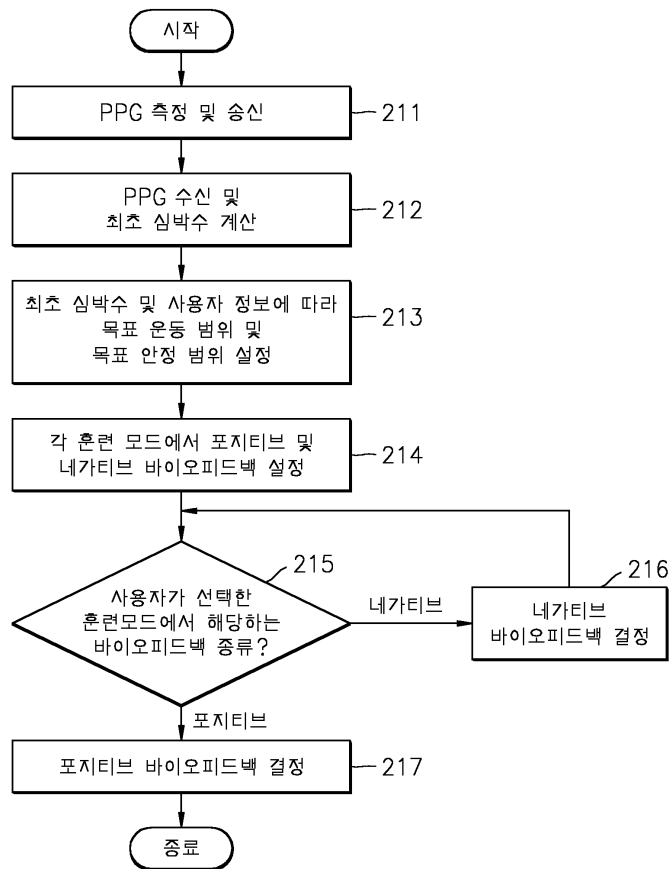 시작
PPG 측정 및 송신
211
PPG 수신 및
최초 심박수 계산
212
최초 심박수 및 사용자 정보에 따라
목표 운동 범위 및
목표 안정 범위 설정
213
각 훈련 모드에서 포지티브 및
네가티브 바이오피드백 설정
214
215
사용자가 선택한
훈련모드에서 해당하는
바이오피드백 종류?
네가티브
216
네가티브
바이오피드백 결정
포지티브
포지티브 바이오피드백 결정
217
종료